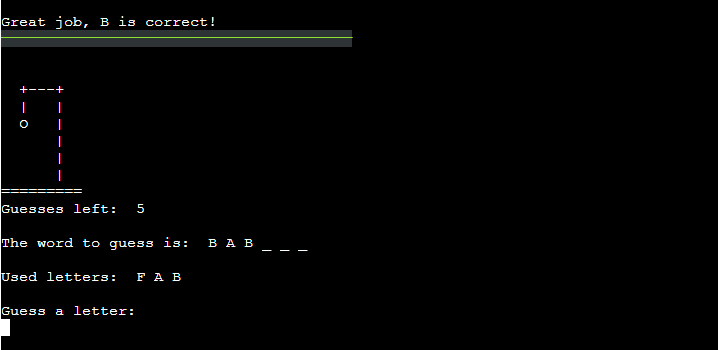 Great job, B is correct!
+---+
|   |
O   |
    |
    |
    |
=========
Guesses left:  5
The word to guess is:  B A B _ _ _
Used letters:  F A B
Guess a letter: